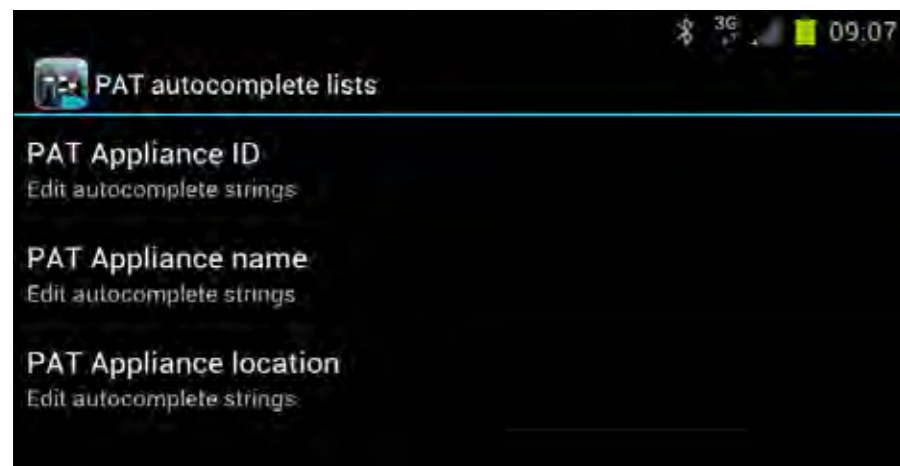 3G 09:07
PAT autocomplete lists
PAT Appliance ID
Edit autocomplete strings
PAT Appliance name
Edit autocomplete strings
PAT Appliance location
Edit autocomplete strings